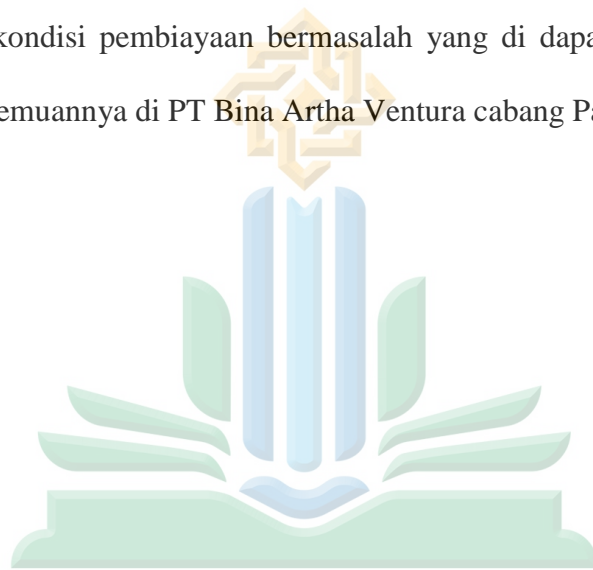 kondisi pembiayaan bermasalah yang di dapa
emuannya di PT Bina Artha Ventura cabang Pa